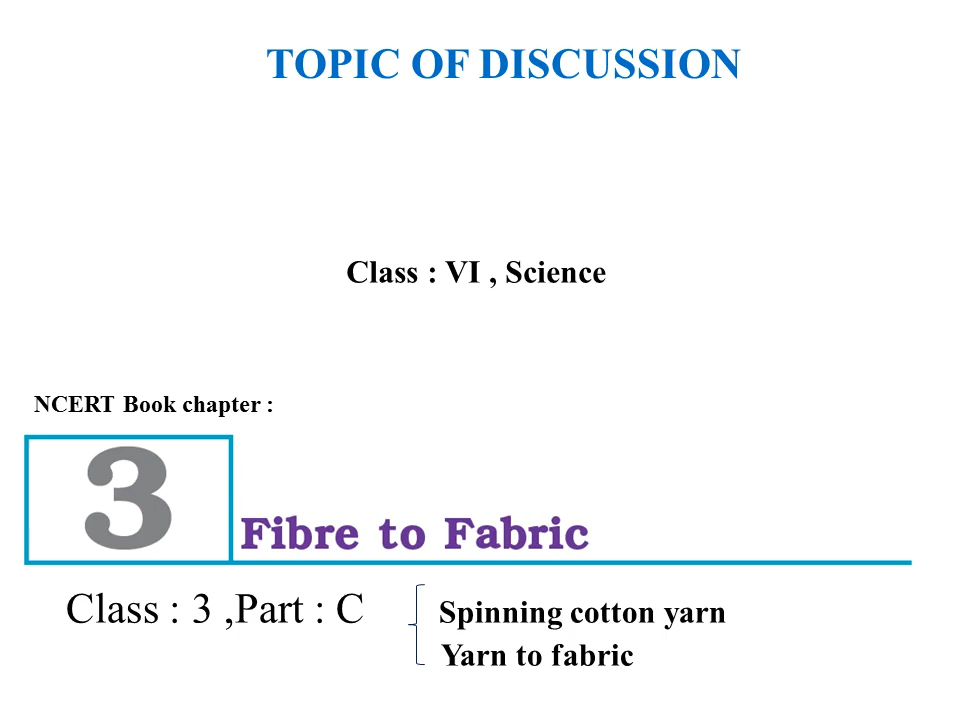 TOPIC OF DISCUSSION
Class : VI , Science
NCERT Book chapter :
3
Fibre to Fabric
Class : 3 ,Part : C
Spinning cotton yarn
Yarn to fabric